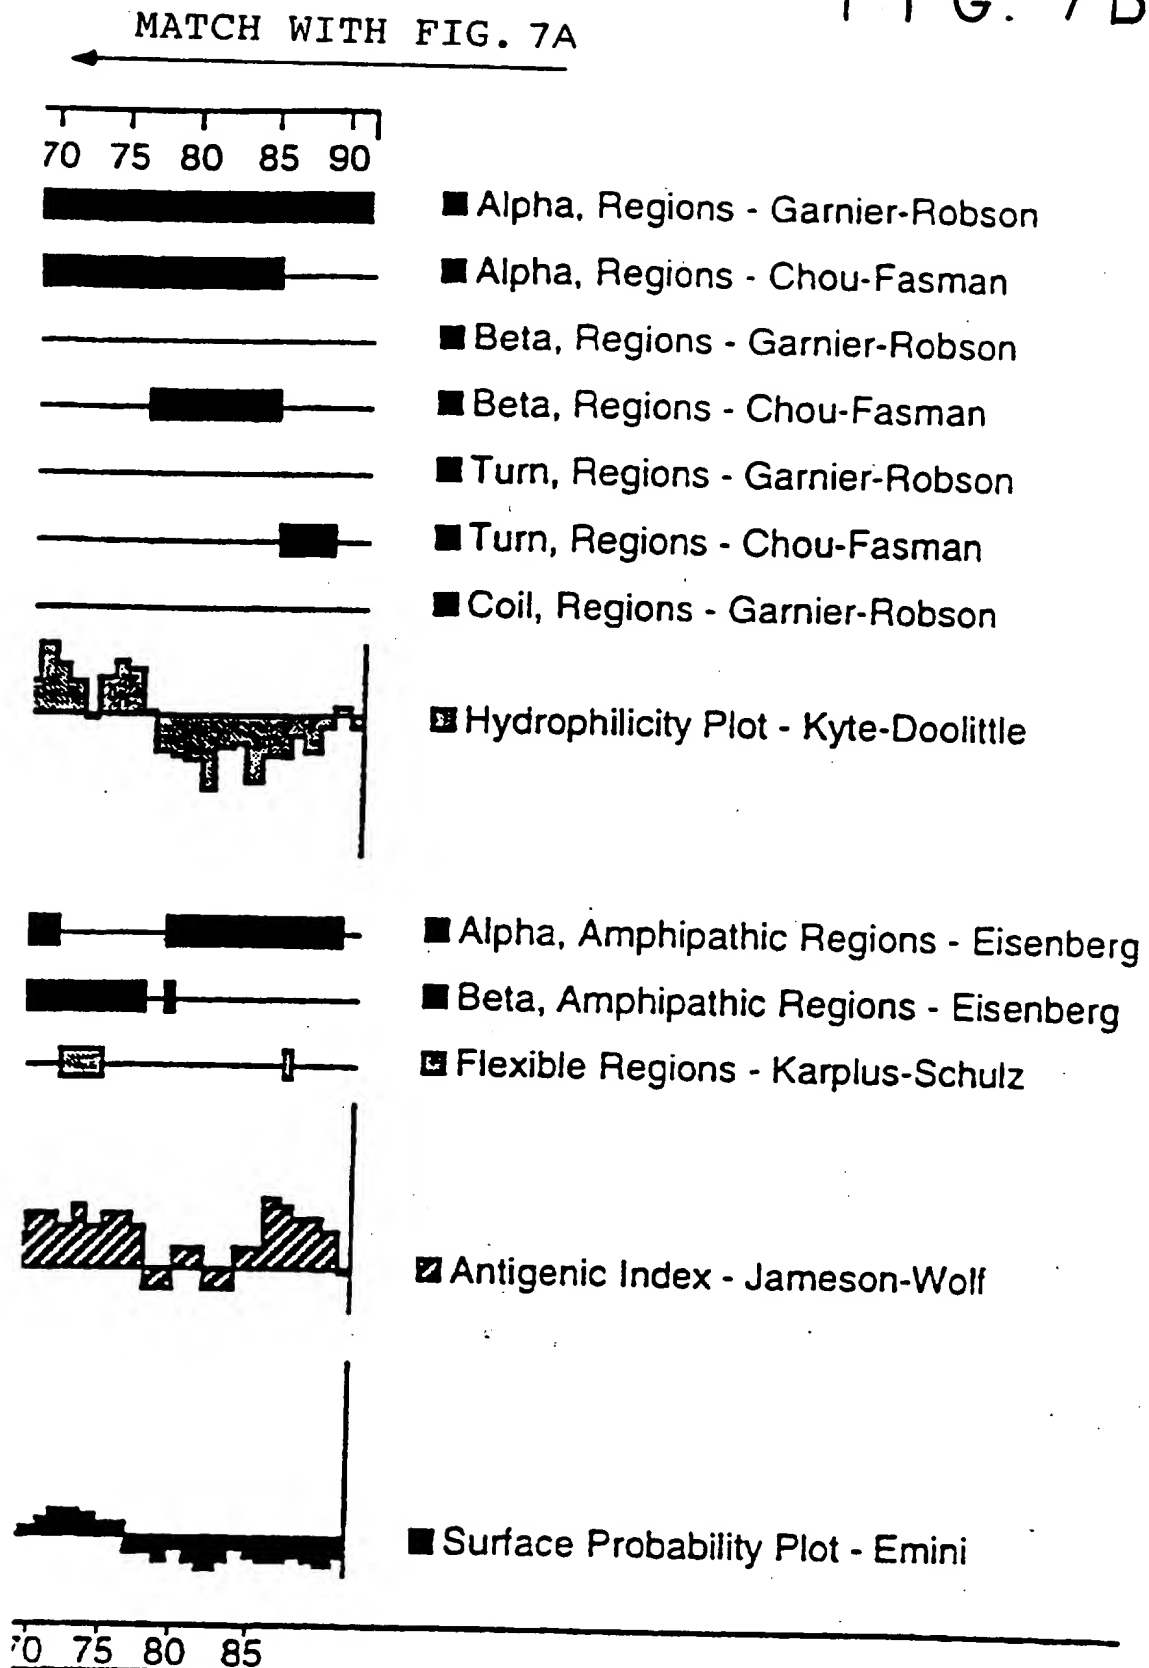 FIG. 7B
MATCH WITH FIG. 7A
70 75 80 85 90
Alpha, Regions - Garnier-Robson
Alpha, Regions - Chou-Fasman
Beta, Regions - Garnier-Robson
Beta, Regions - Chou-Fasman
Turn, Regions - Garnier-Robson
Turn, Regions - Chou-Fasman
Coil, Regions - Garnier-Robson
Hydrophilicity Plot - Kyte-Doolittle
Alpha, Amphipathic Regions - Eisenberg
Beta, Amphipathic Regions - Eisenberg
Flexible Regions - Karplus-Schulz
Antigenic Index - Jameson-Wolf
Surface Probability Plot - Emini
70 75 80 85